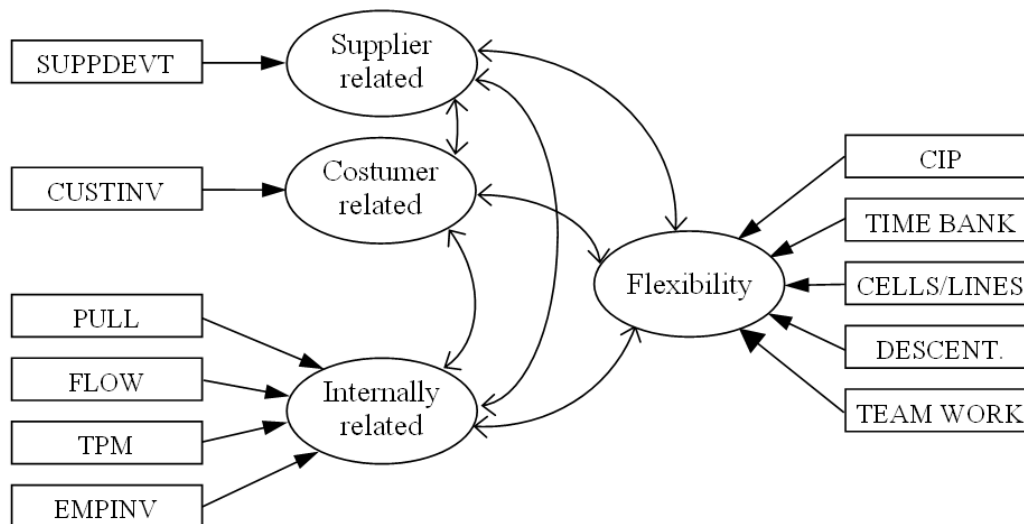 SUPPDEVT
Supplier
related
CUSTINV
Costumer
related
PULL
FLOW
TPM
EMPINV
Internally
related
Flexibility
CIP
TIME BANK
CELLS/LINES
DESCENT.
TEAM WORK